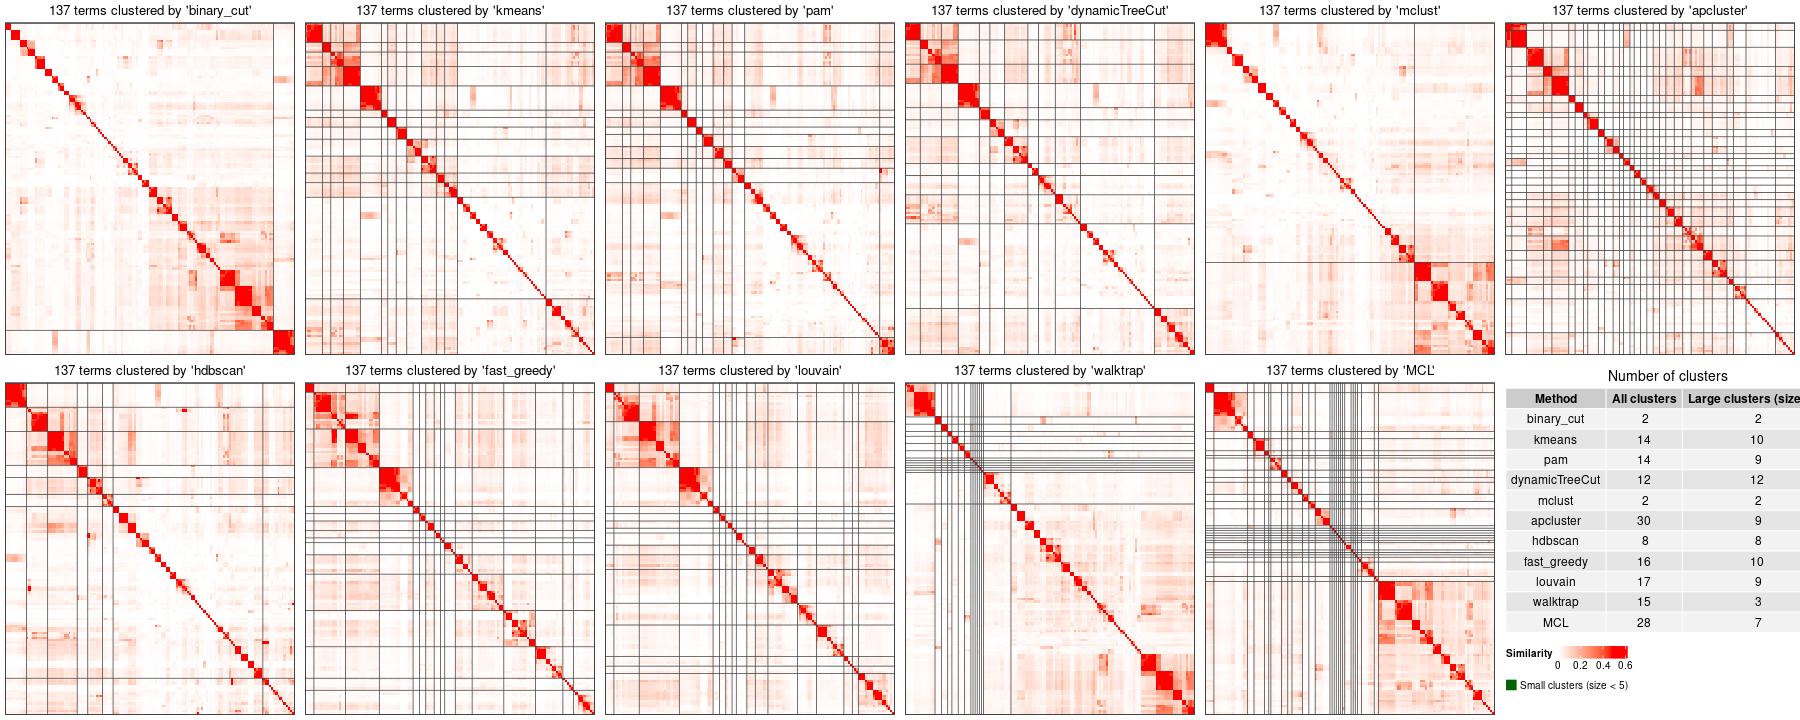 137 terms clustered by 'binary_cut'
137 terms clustered by 'kmeans'
137 terms clustered by 'pam'
137 terms clustered by 'dynamicTreeCut'
137 terms clustered by 'mclust'
137 terms clustered by 'apcluster'
137 terms clustered by 'hdbscan'
137 terms clustered by 'fast_greedy'
137 terms clustered by 'louvain'
137 terms clustered by 'walktrap'
137 terms clustered by 'MCL'
Number of clusters
Method All clusters Large clusters (size
binary_cut 2 2
kmeans 14 10
pam 14 9
dynamicTreeCut 12 12
mclust 2 2
apcluster 30 9
hdbscan 8 8
fast_greedy 16 10
louvain 17 9
walktrap 15 3
MCL 28 7
Similarity
0 0.2 0.4 0.6
Small clusters (size < 5)